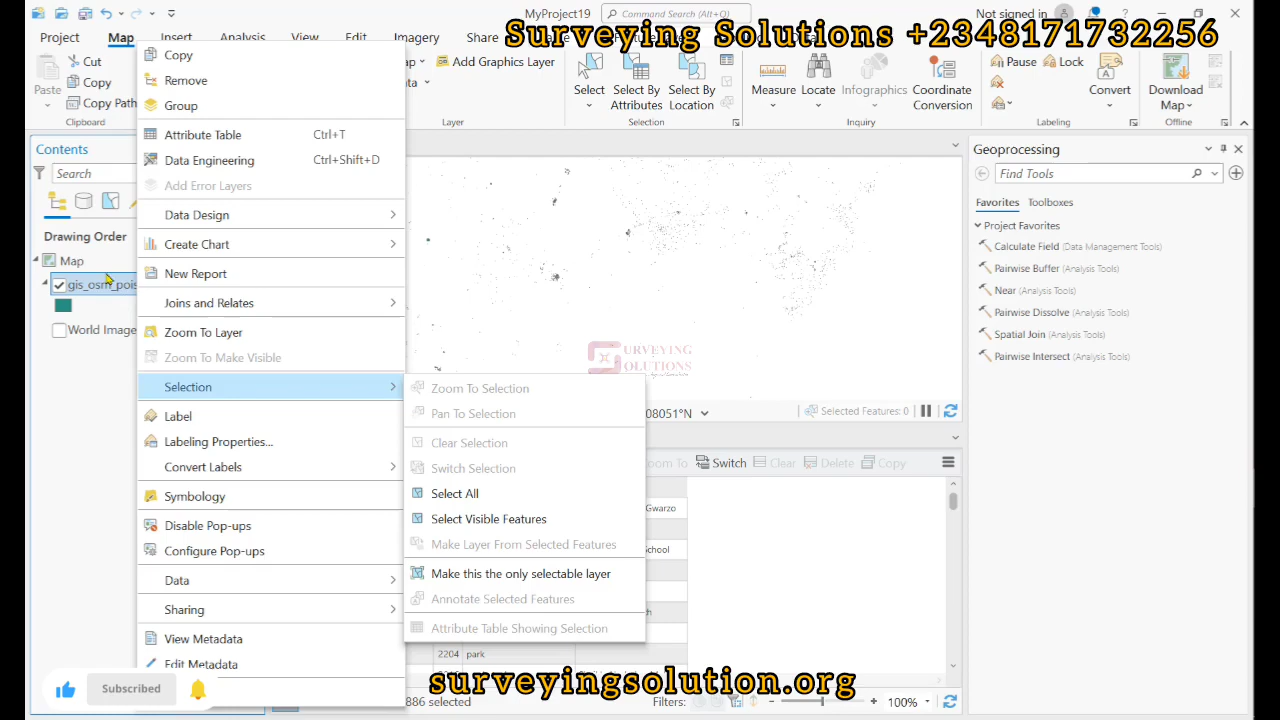 MyProject19
Command Search (Alt+Q)
Not signed in
Surveying Solutions +2348171732256
Project
Map
Insert
Analysis
View
Edit
Imagery
Share
Cut
Copy
Copy Path
Paste
Clipboard
Add Graphics Layer
Layer
Select
Select By Attributes
Select By Location
Selection
Measure
Locate
Infographics
Coordinate Conversion
Inquiry
Pause
Lock
Convert
Labeling
Download Map
Offline
Contents
Search
Drawing Order
Map
gis_osm_pois
World Image
Copy
Remove
Group
Attribute Table Ctrl+T
Data Engineering Ctrl+Shift+D
Add Error Layers
Data Design
Create Chart
New Report
Joins and Relates
Zoom To Layer
Zoom To Make Visible
Selection
Label
Labeling Properties...
Convert Labels
Symbology
Disable Pop-ups
Configure Pop-ups
Data
Sharing
View Metadata
Edit Metadata
Zoom To Selection
Pan To Selection
Clear Selection
Switch Selection
Select All
Select Visible Features
Make Layer From Selected Features
Make this the only selectable layer
Annotate Selected Features
Attribute Table Showing Selection
SURVEYING
SOLUTIONS
08051°N
Selected Features: 0
Zoom To
Switch
Clear
Delete
Copy
Gwarzo
School
2204 park
886 selected
Filters:
100%
Geoprocessing
Find Tools
Favorites
Toolboxes
Project Favorites
Calculate Field (Data Management Tools)
Pairwise Buffer (Analysis Tools)
Near (Analysis Tools)
Pairwise Dissolve (Analysis Tools)
Spatial Join (Analysis Tools)
Pairwise Intersect (Analysis Tools)
Subscribed
surveyingsolution.org